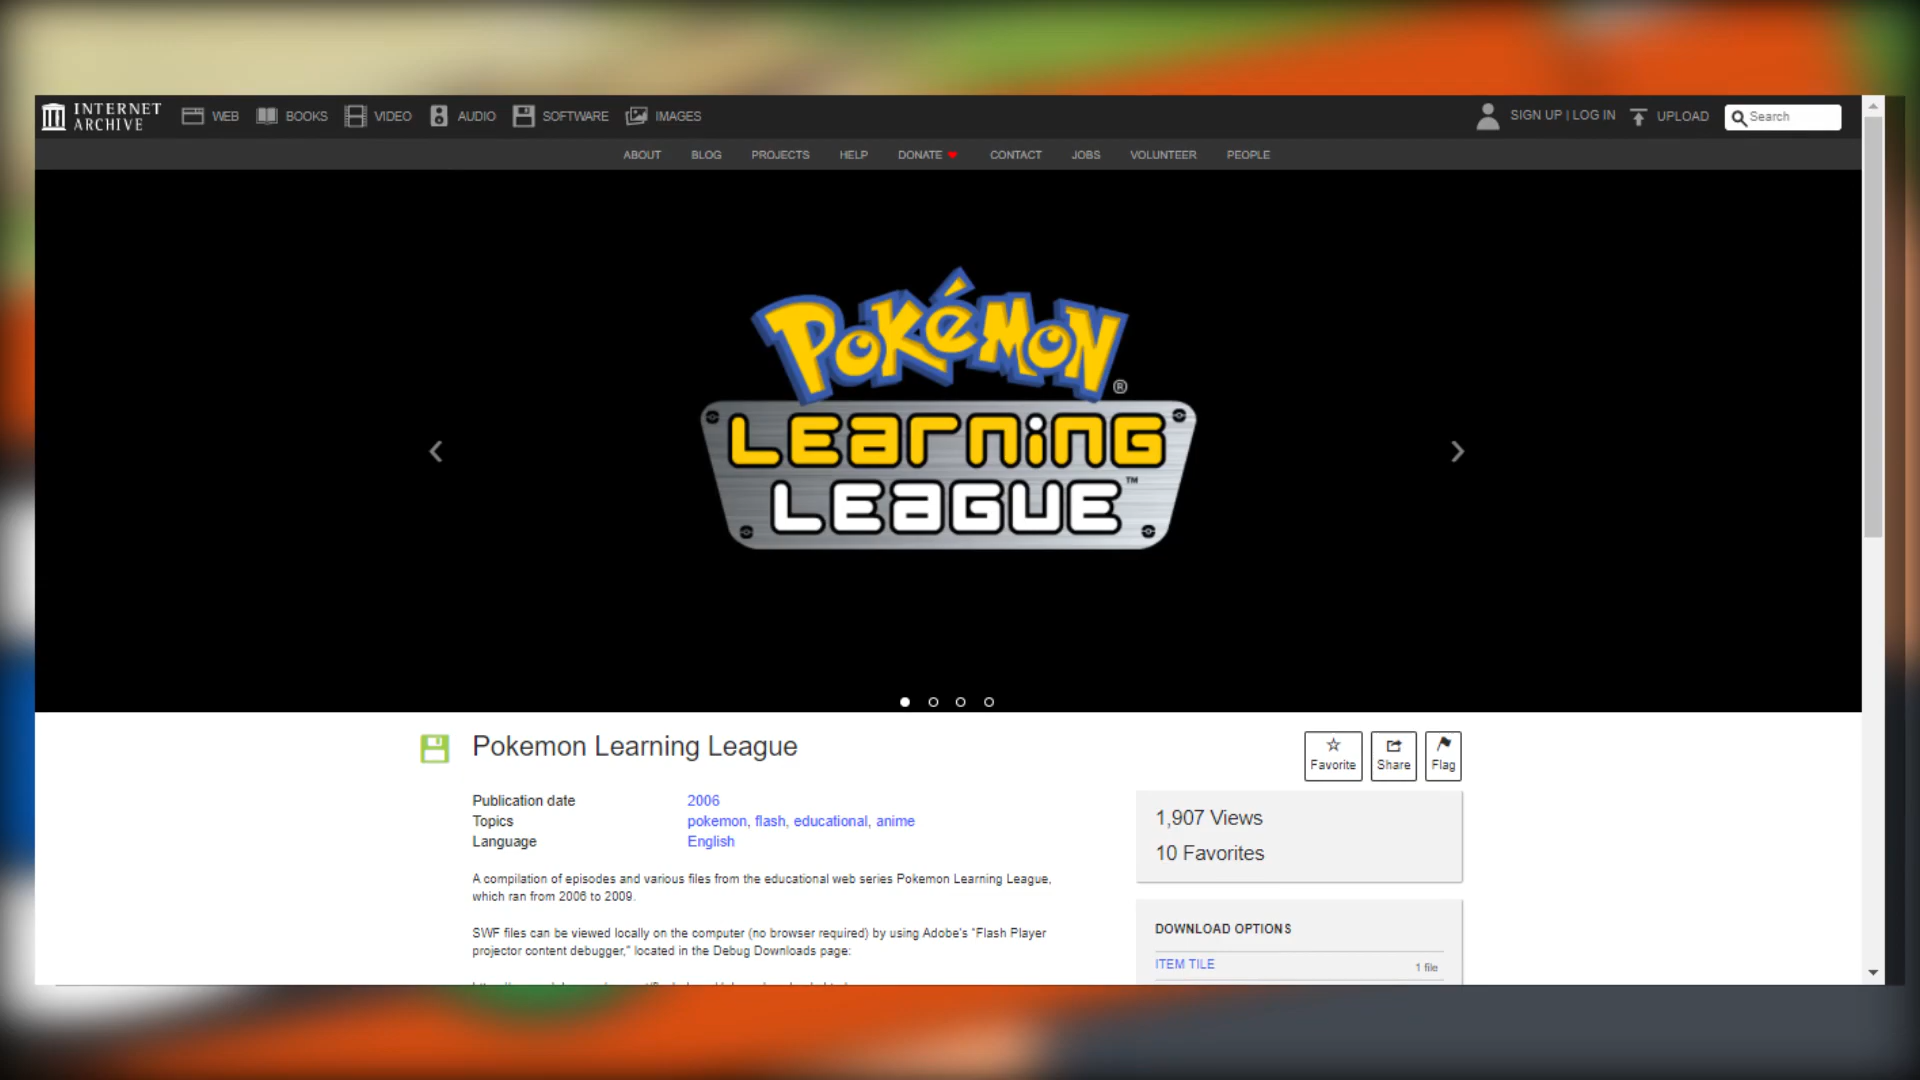 INTERNET ARCHIVE
WEB BOOKS VIDEO AUDIO SOFTWARE IMAGES
SIGN UP | LOG IN UPLOAD Search
ABOUT BLOG PROJECTS HELP DONATE CONTACT JOBS VOLUNTEER PEOPLE
POKéMON ®
LEARNING
LEAGUE ™
Pokemon Learning League
Favorite Share Flag
Publication date 2006
Topics pokemon, flash, educational, anime
Language English
1,907 Views
10 Favorites
A compilation of episodes and various files from the educational web series Pokemon Learning League,
which ran from 2006 to 2009.
SWF files can be viewed locally on the computer (no browser required) by using Adobe's "Flash Player
projector content debugger," located in the Debug Downloads page:
DOWNLOAD OPTIONS
ITEM TILE 1 file